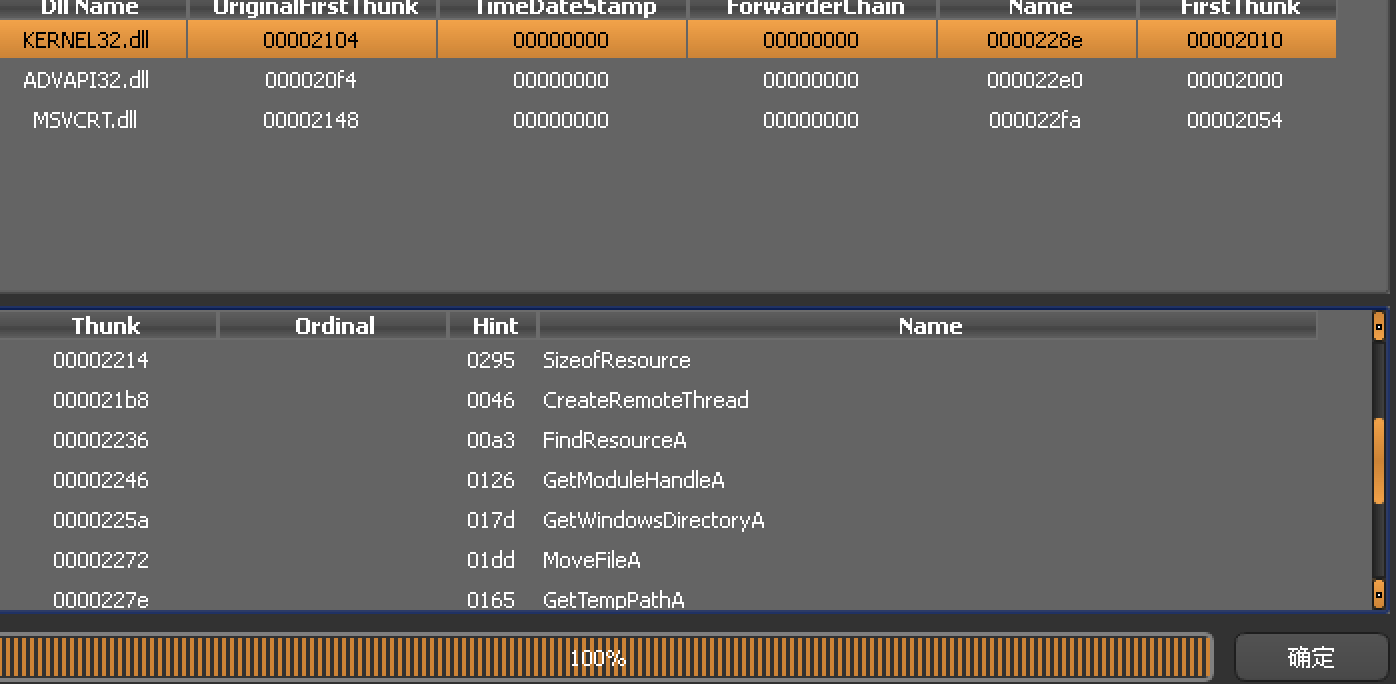 Dll Name OriginalFirstThunk TimeDateStamp ForwarderChain Name FirstThunk
KERNEL32.dll 00002104 00000000 00000000 0000228e 00002010
ADVAPI32.dll 000020f4 00000000 00000000 000022e0 00002000
MSVCRT.dll 00002148 00000000 00000000 000022fa 00002054
Thunk Ordinal Hint Name
00002214 0295 SizeofResource
000021b8 0046 CreateRemoteThread
00002236 00a3 FindResourceA
00002246 0126 GetModuleHandleA
0000225a 017d GetWindowsDirectoryA
00002272 01dd MoveFileA
0000227e 0165 GetTempPathA
100% 确定